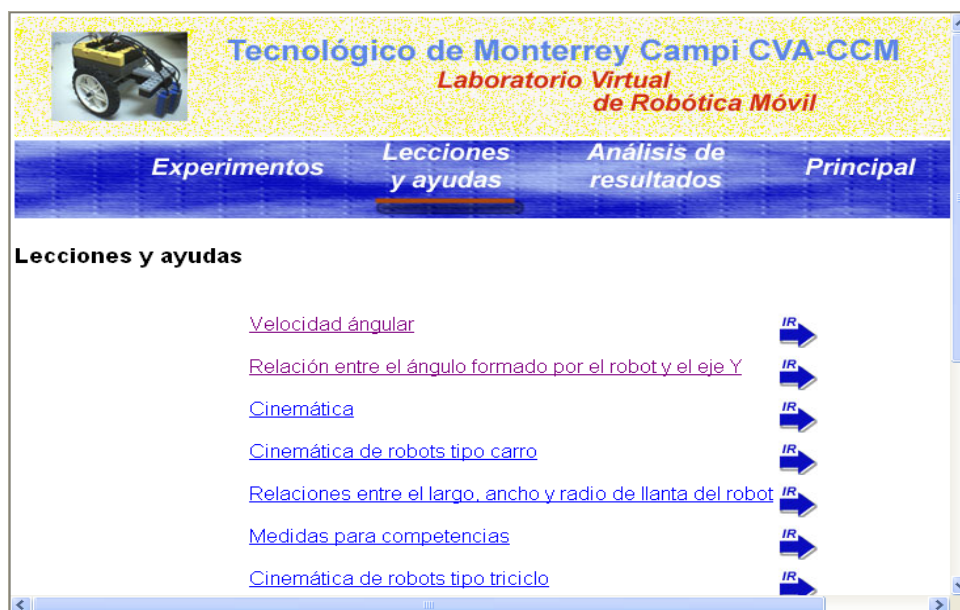 Tecnológico de Monterrey Campi CVA-CCM
Laboratorio Virtual
de Robótica Móvil
Experimentos
Lecciones
y ayudas
Análisis de
resultados
Principal
Lecciones y ayudas
Velocidad ángular
IR
Relación entre el ángulo formado por el robot y el eje Y
IR
Cinemática
IR
Cinemática de robots tipo carro
IR
Relaciones entre el largo, ancho y radio de llanta del robot
IR
Medidas para competencias
IR
Cinemática de robots tipo triciclo
IR